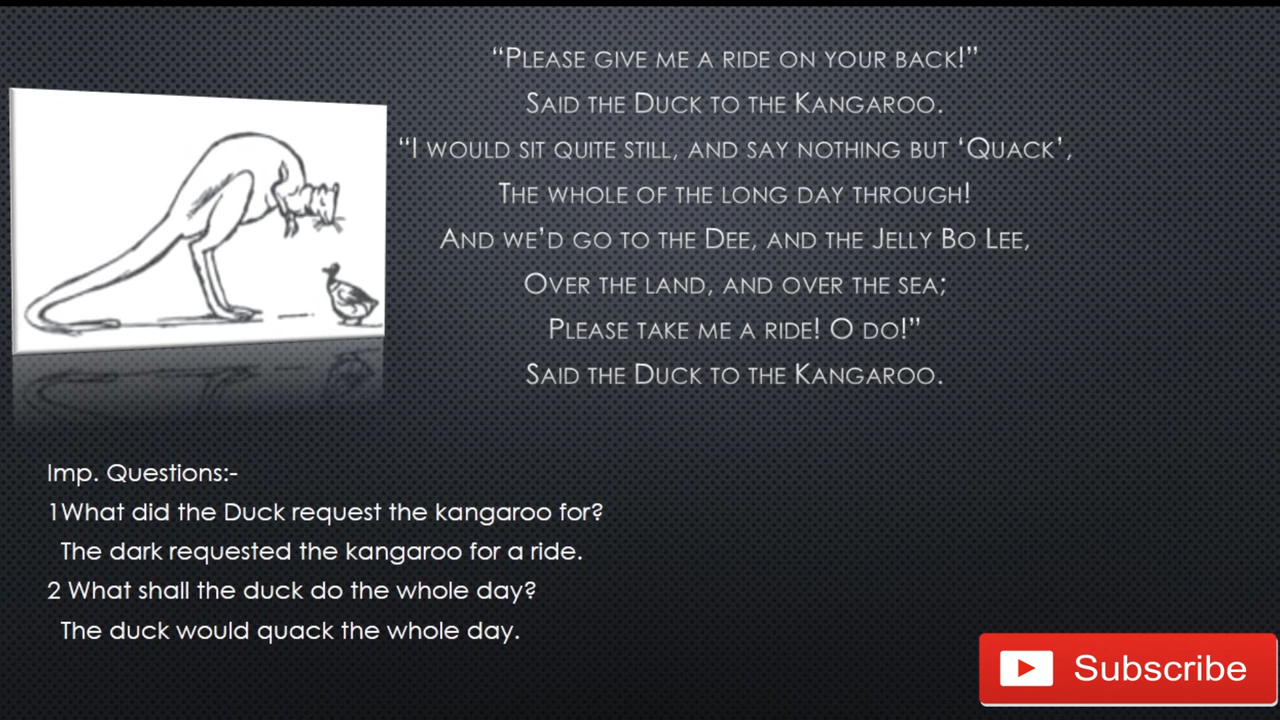 “Please give me a ride on your back!”
Said the Duck to the Kangaroo.
“I would sit quite still, and say nothing but ‘Quack’,
The whole of the long day through!
And we’d go to the Dee, and the Jelly Bo Lee,
Over the land, and over the sea;
Please take me a ride! O do!”
Said the Duck to the Kangaroo.
Imp. Questions:-
1What did the Duck request the kangaroo for?
The dark requested the kangaroo for a ride.
2 What shall the duck do the whole day?
The duck would quack the whole day.
Subscribe